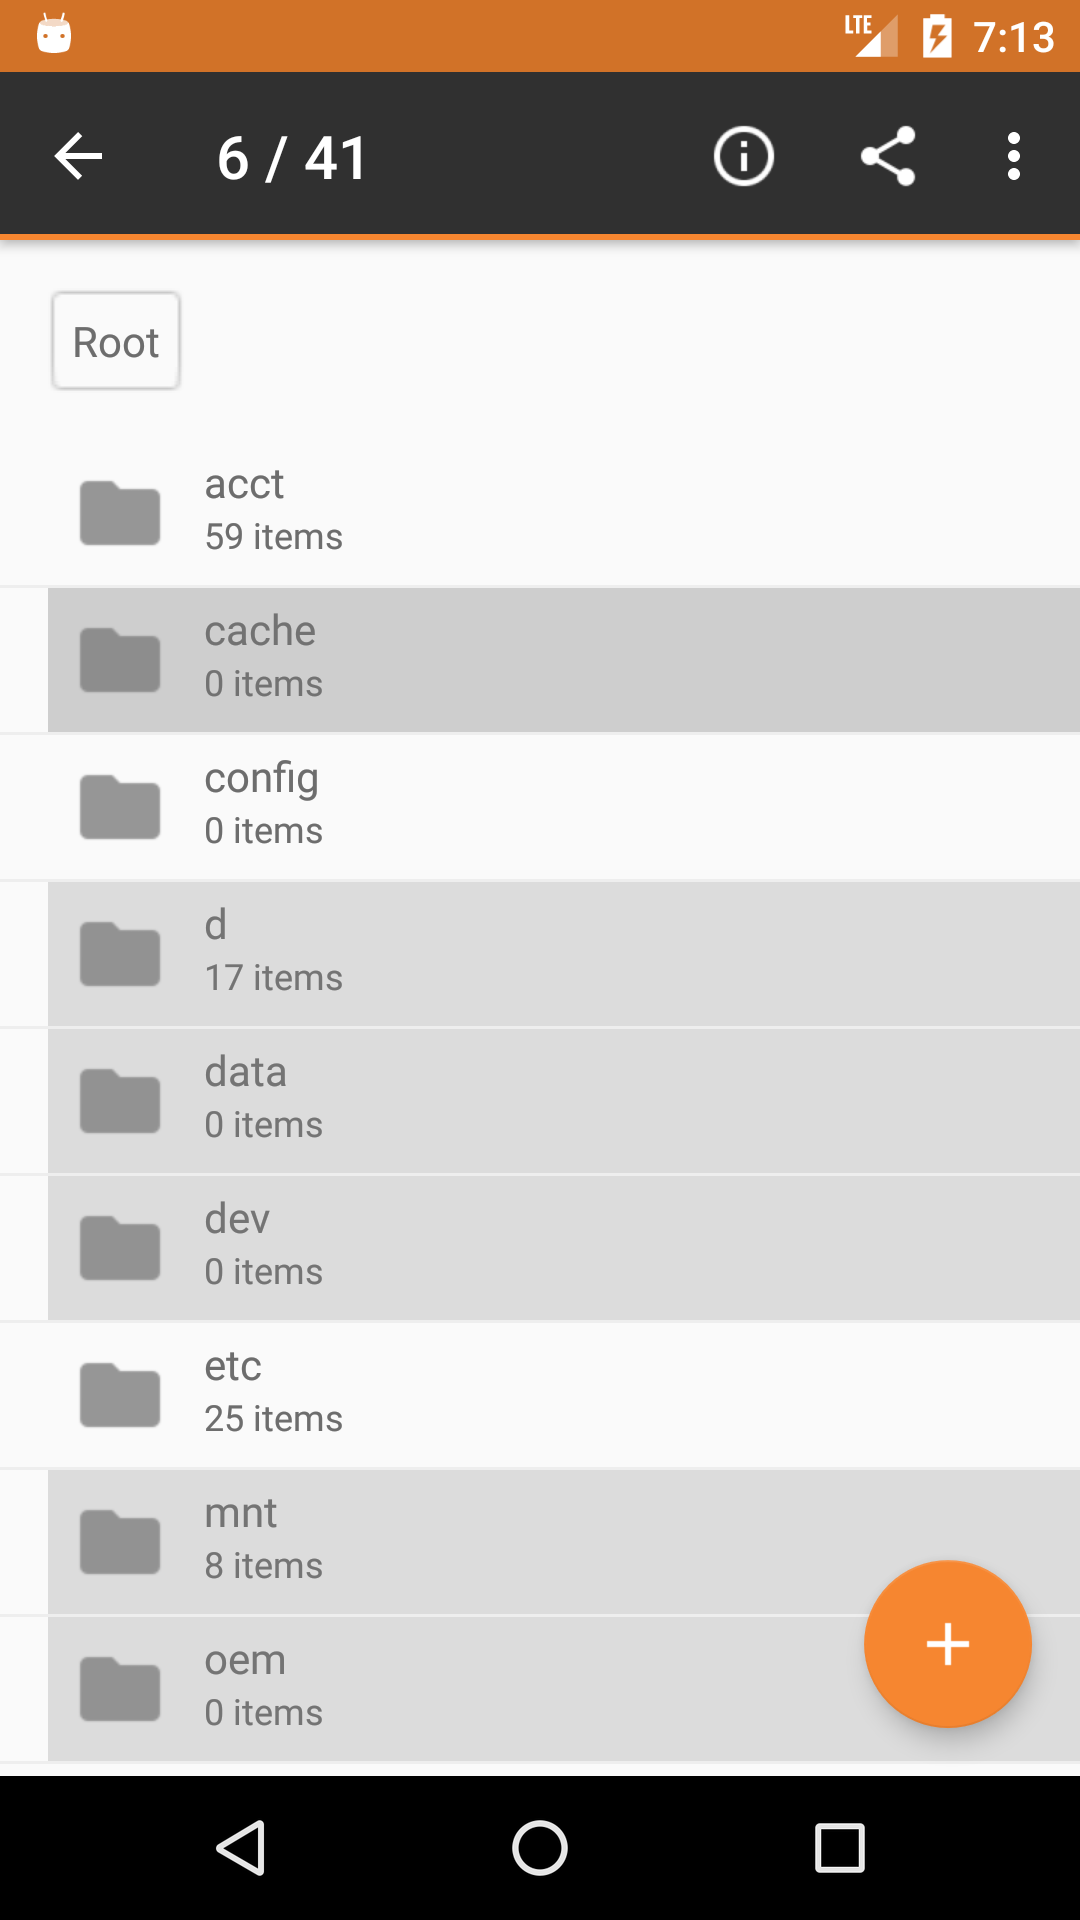 LTE 7:13
6 / 41
Root
acct
59 items
cache
0 items
config
0 items
d
17 items
data
0 items
dev
0 items
etc
25 items
mnt
8 items
oem
0 items